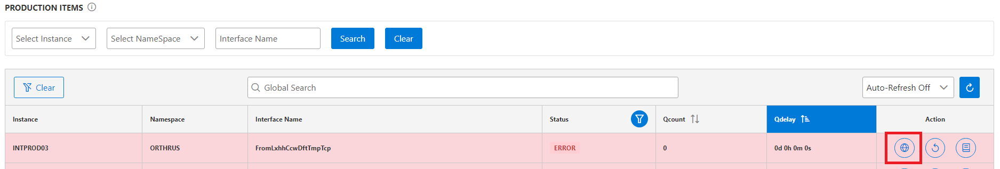 PRODUCTION ITEMS
Select Instance Select NameSpace Interface Name Search Clear
Clear Global Search Auto-Refresh Off
Instance Namespace Interface Name Status Qcount Qdelay Action
INTPROD03 ORTHRUS FromLxhhCcwDftTmpTcp ERROR 0 0d 0h 0m 0s